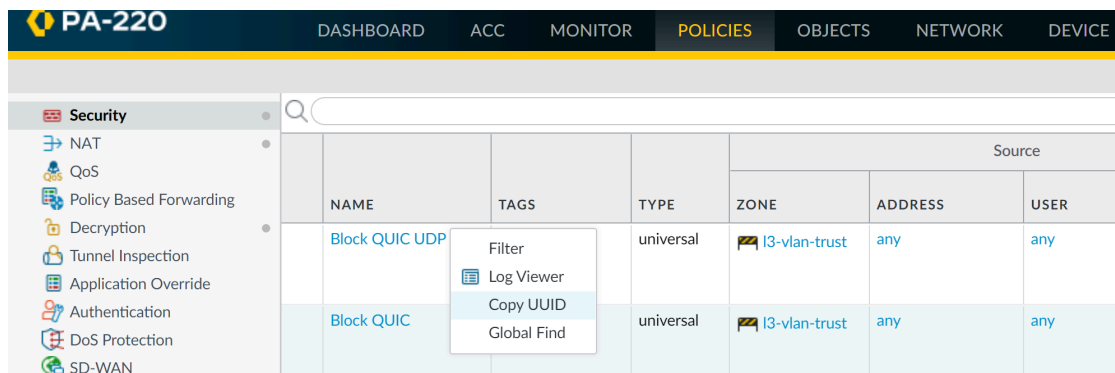 PA-220
DASHBOARD ACC MONITOR POLICIES OBJECTS NETWORK DEVICE
Security
NAT
QoS
Policy Based Forwarding
Decryption
Tunnel Inspection
Application Override
Authentication
DoS Protection
SD-WAN
Source
NAME TAGS TYPE ZONE ADDRESS USER
Block QUIC UDP universal l3-vlan-trust any any
Filter
Log Viewer
Copy UUID
Global Find
Block QUIC universal l3-vlan-trust any any